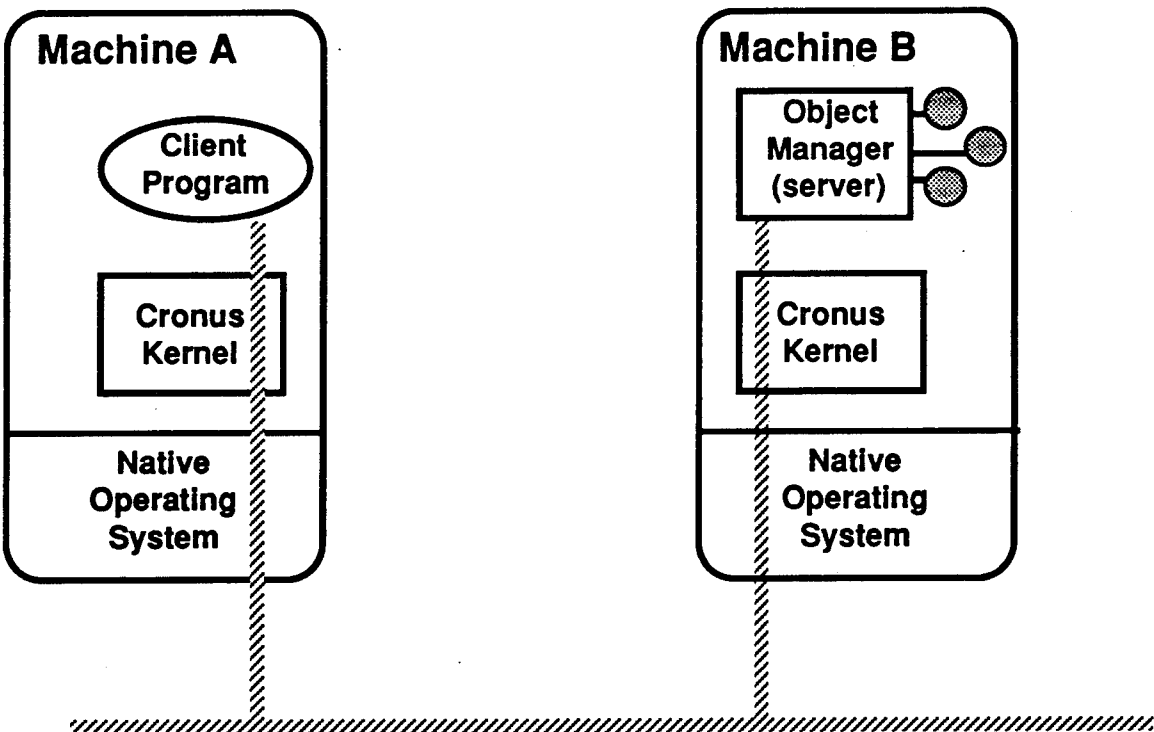 Machine A
Client
Program
Cronus
Kernel
Native
Operating
System
Machine B
Object
Manager
(server)
Cronus
Kernel
Native
Operating
System